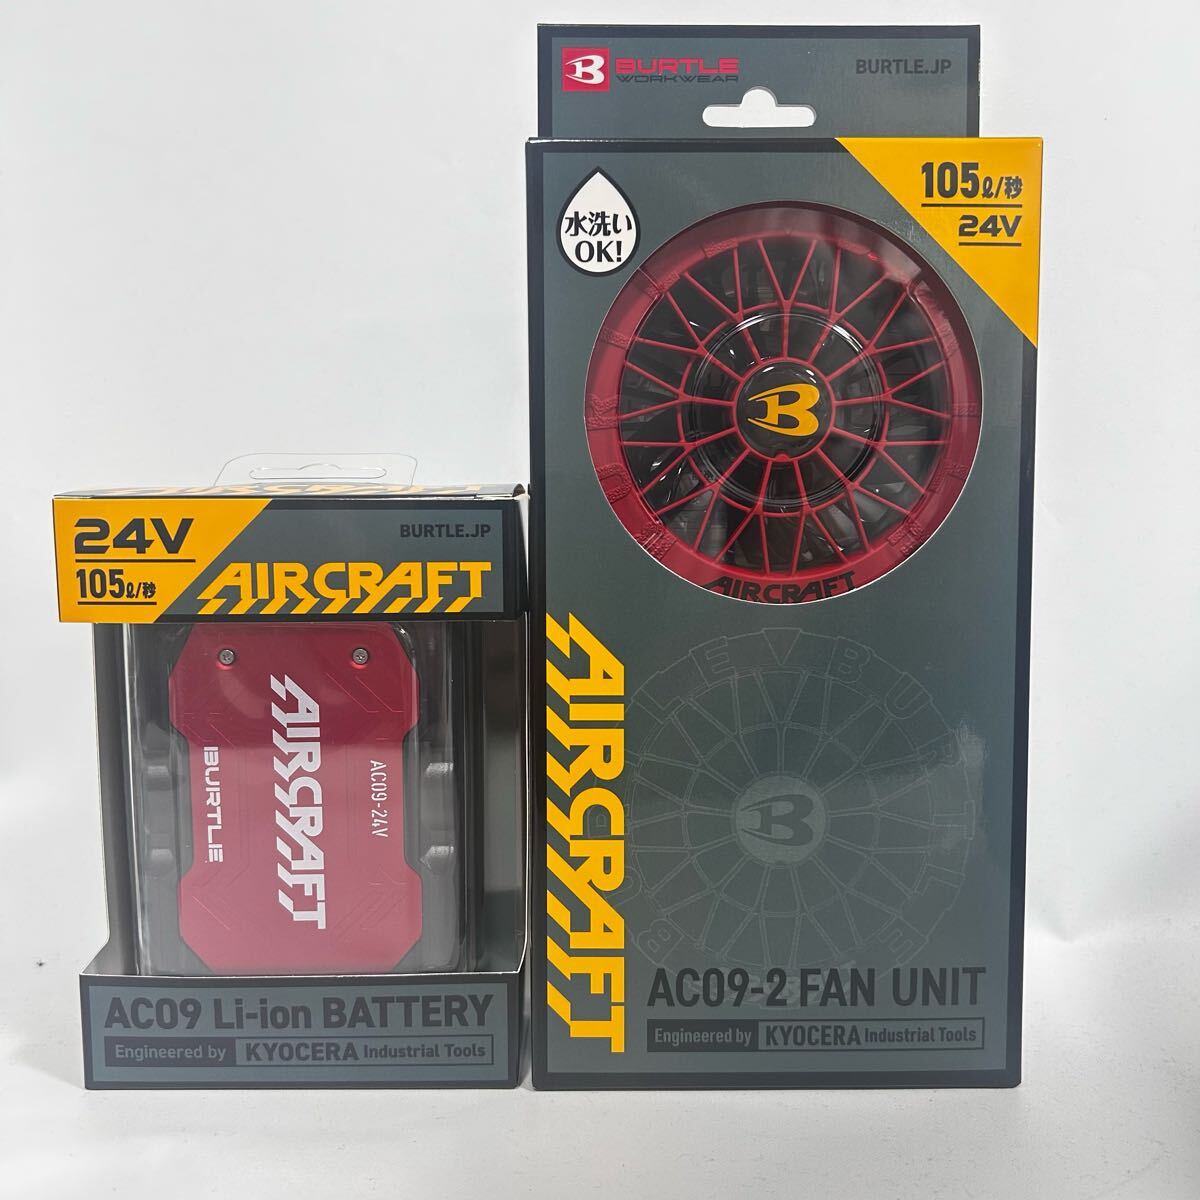 BURTLE
WORKWEAR
BURTLE.JP
水洗い
OK!
105ℓ/秒
24V
B
AIRCRAFT
AIRCRAFT
LEVBURTLE
B
AC09-2 FAN UNIT
Engineered by KYOCERA Industrial Tools
AIRCRAFT
24V
105ℓ/秒
BURTLE.JP
AIRCRAFT
AIRCRAFT
BURTLE
AC09-24V
AC09 Li-ion BATTERY
Engineered by KYOCERA Industrial Tools